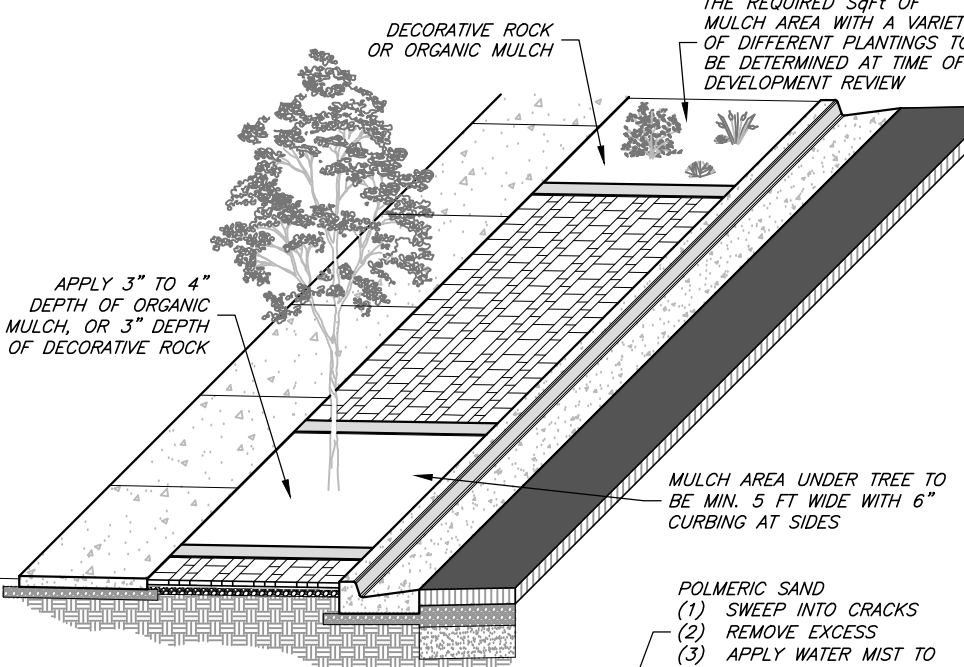 THE REQUIRED SqFt OF
MULCH AREA WITH A VARIET
OF DIFFERENT PLANTINGS TO
BE DETERMINED AT TIME OF
DEVELOPMENT REVIEW
DECORATIVE ROCK
OR ORGANIC MULCH
APPLY 3" TO 4"
DEPTH OF ORGANIC
MULCH, OR 3" DEPTH
OF DECORATIVE ROCK
MULCH AREA UNDER TREE TO
BE MIN. 5 FT WIDE WITH 6"
CURBING AT SIDES
POLMERIC SAND
(1) SWEEP INTO CRACKS
(2) REMOVE EXCESS
(3) APPLY WATER MIST TO